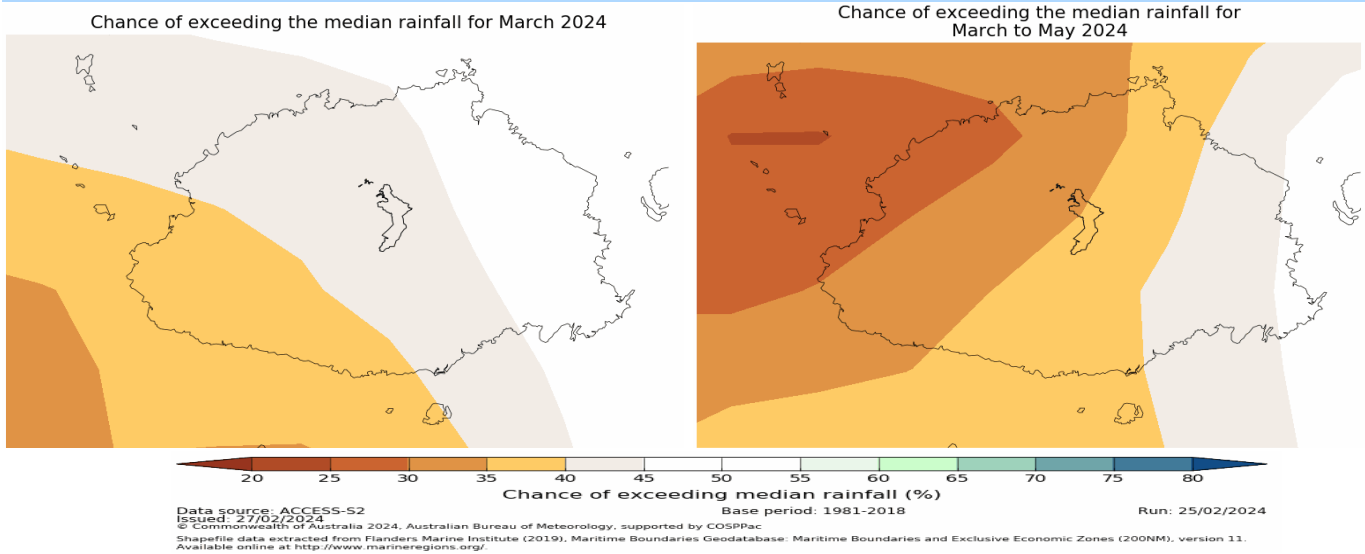 Chance of exceeding the median rainfall for March 2024
Chance of exceeding the median rainfall for
March to May 2024
20 25 30 35 40 45 50 55 60 65 70 75 80
Chance of exceeding median rainfall (%)
Data source: ACCESS-S2 Base period: 1981-2018 Run: 25/02/2024
Issued: 27/02/2024
© Commonwealth of Australia 2024, Australian Bureau of Meteorology, supported by COSPPac
Shapefile data extracted from Flanders Marine Institute (2019), Maritime Boundaries Geodatabase: Maritime Boundaries and Exclusive Economic Zones (200NM), version 11.
Available online at http://www.marineregions.org/.